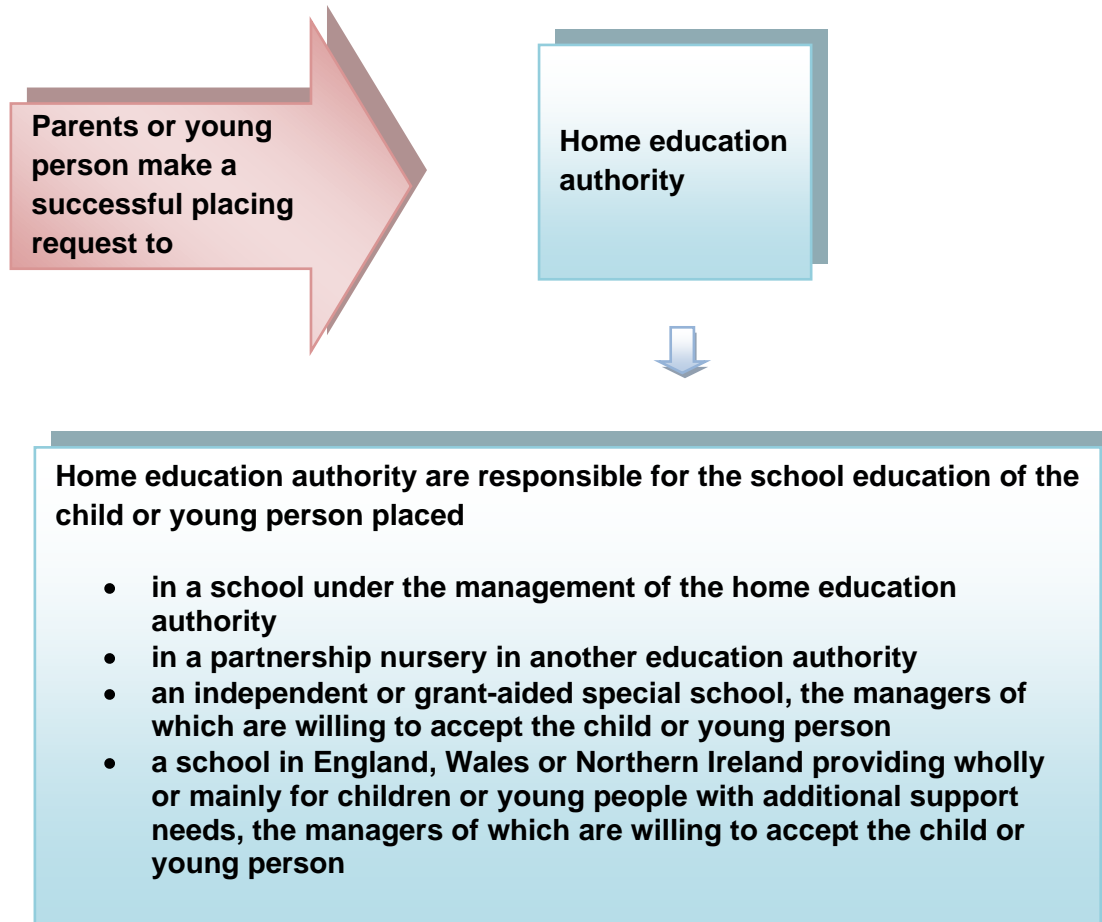 Parents or young
person make a
successful placing
request to
Home education
authority
Home education authority are responsible for the school education of the
child or young person placed
• in a school under the management of the home education
authority
• in a partnership nursery in another education authority
• an independent or grant-aided special school, the managers of
which are willing to accept the child or young person
• a school in England, Wales or Northern Ireland providing wholly
or mainly for children or young people with additional support
needs, the managers of which are willing to accept the child or
young person